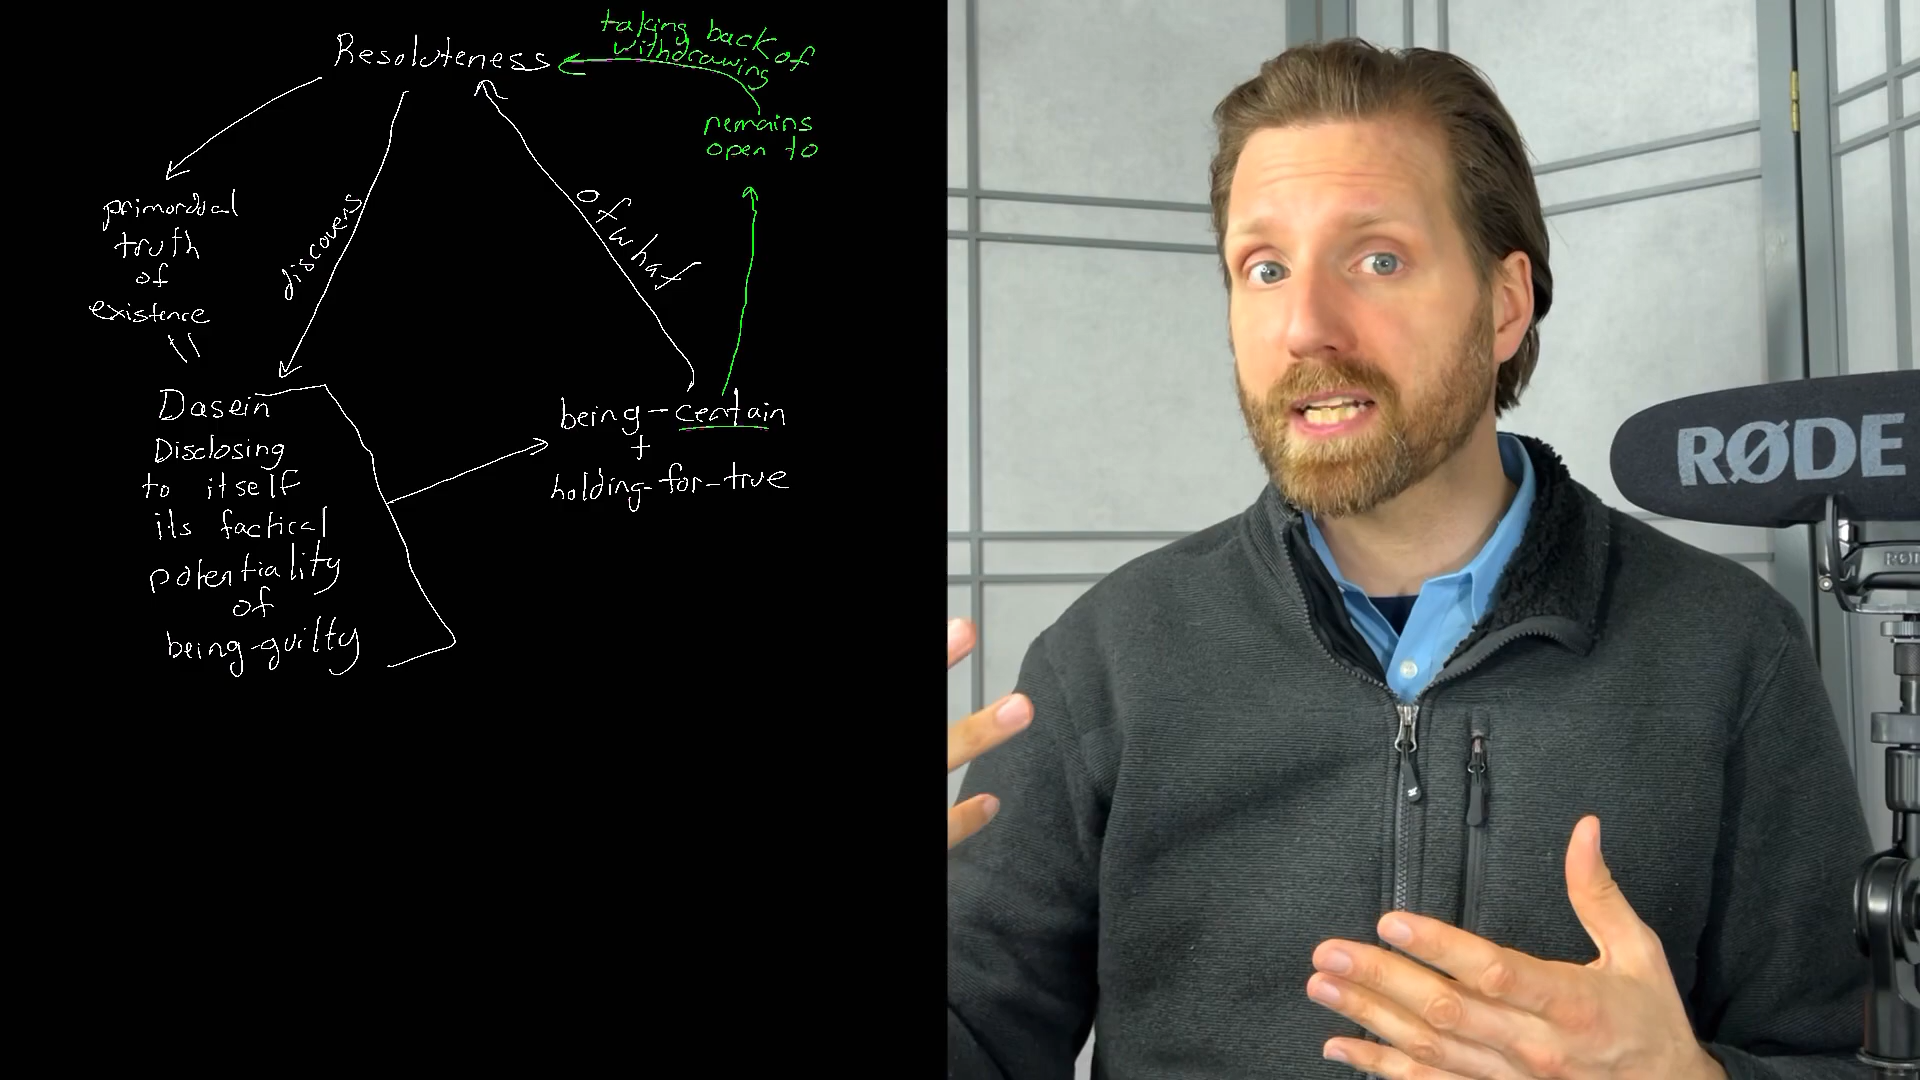 Resoluteness
taking back of
withdrawing
remains
open to
primordial
truth
of
existence
discovers
of what
Dasein
Disclosing
to itself
its factical
potentiality
of
being-guilty
being-certain
+
holding-for-true
RØDE
RØDE